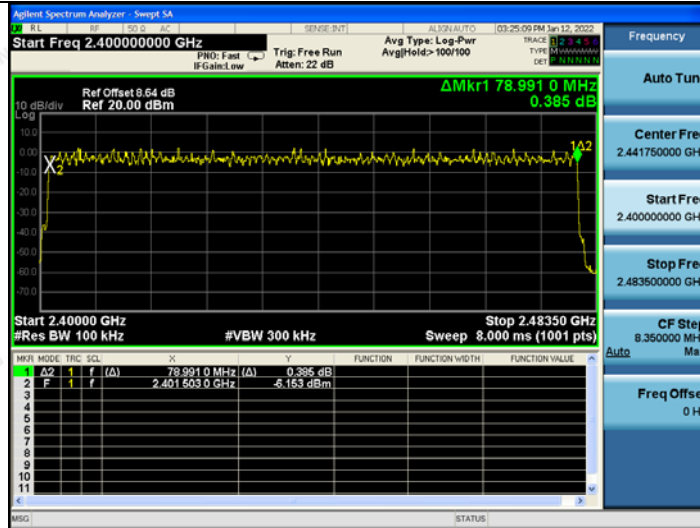 Agilent Spectrum Analyzer - Swept SA
RL RF 50 Ω AC SENSE:INT ALIGN AUTO 03:25:09 PM Jan 12, 2022
Start Freq 2.400000000 GHz
PNO: Fast
IFGain:Low
Trig: Free Run
Atten: 22 dB
Avg Type: Log-Pwr
Avg|Hold:> 100/100
TRACE 1 2 3 4 5 6
TYPE M
DET P N N N N N
Frequency
Auto Tun
Center Fre
2.441750000 GH
Start Fre
2.400000000 GH
Stop Fre
2.483500000 GH
CF Step
8.350000 MH
Auto Ma
Freq Offse
0 H
ΔMkr1 78.991 0 MHz
0.385 dB
Ref Offset 8.64 dB
10 dB/div Ref 20.00 dBm
Log
10.0
0.00
-10.0
-20.0
-30.0
-40.0
-50.0
-60.0
-70.0
X2
1Δ2
Start 2.40000 GHz Stop 2.48350 GHz
#Res BW 100 kHz #VBW 300 kHz Sweep 8.000 ms (1001 pts)
MKR MODE TRC SCL X Y FUNCTION FUNCTION WIDTH FUNCTION VALUE
1 Δ2 1 f (Δ) 78.991 0 MHz (Δ) 0.385 dB
2 F 1 f 2.401 503 0 GHz -6.153 dBm
3
4
5
6
7
8
9
10
11
MSG STATUS